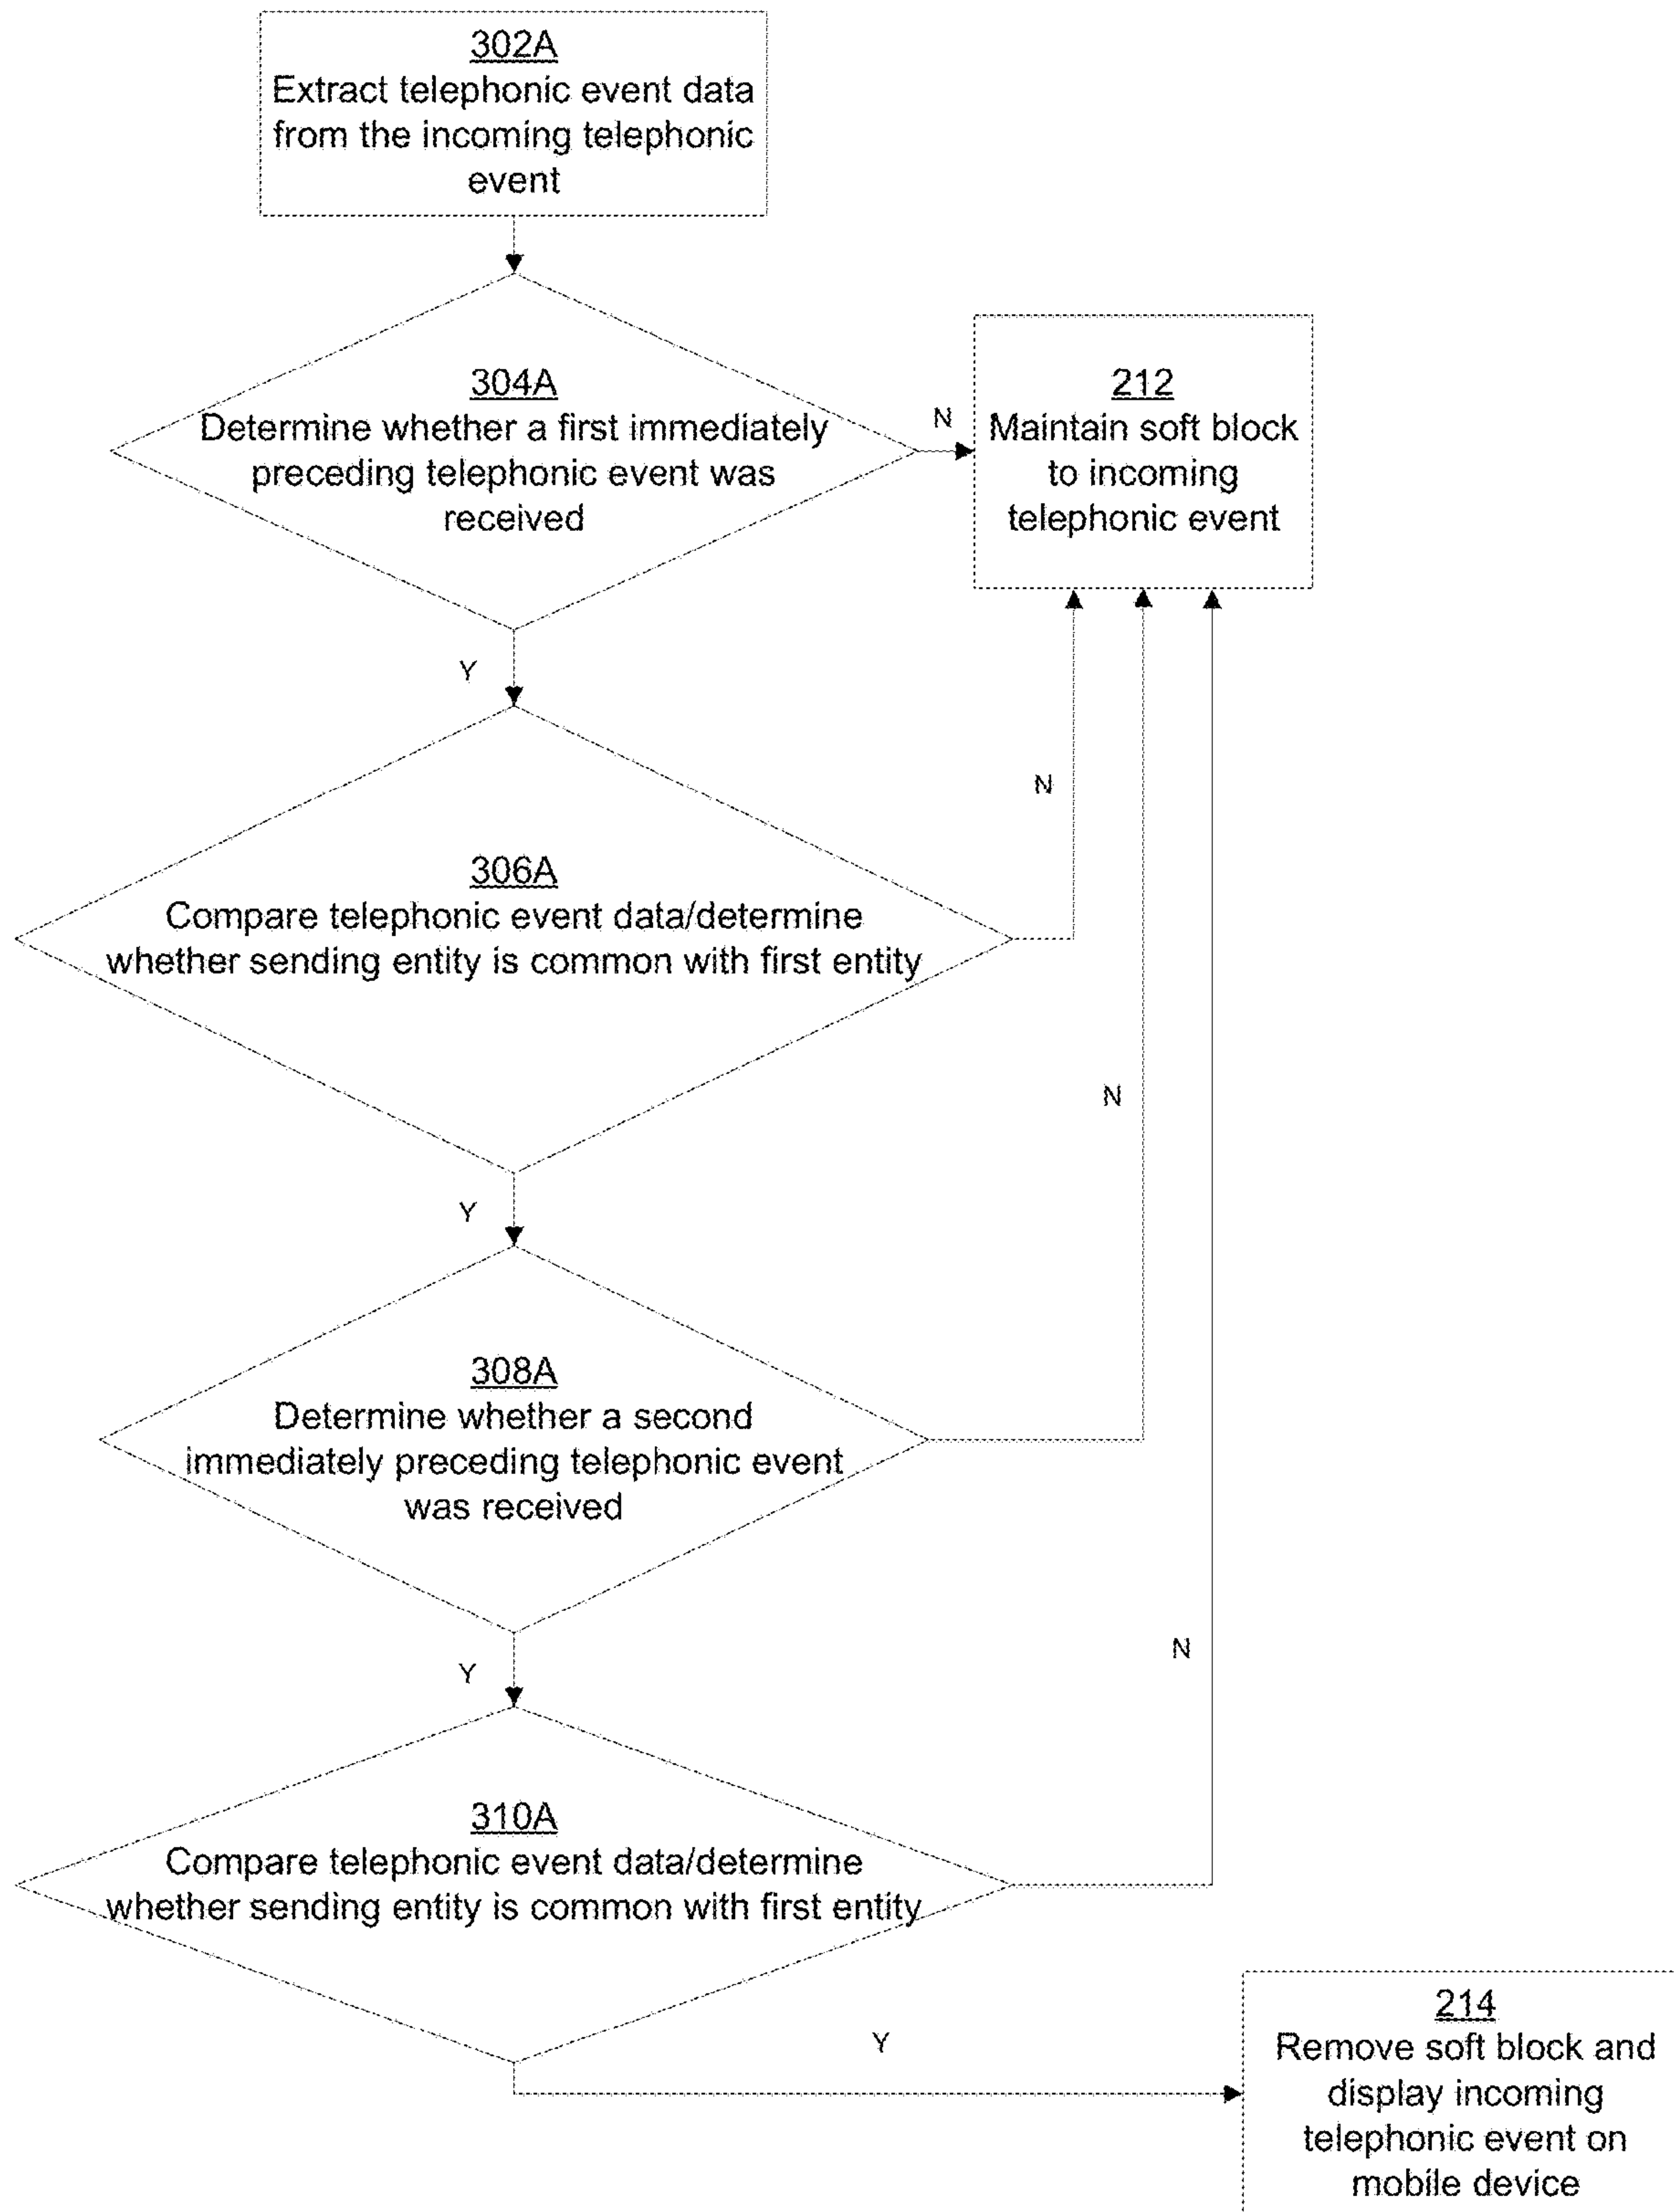 302A
Extract telephonic event data
from the incoming telephonic
event
304A
Determine whether a first immediately
preceding telephonic event was
received
N
212
Maintain soft block
to incoming
telephonic event
Y
N
306A
Compare telephonic event data/determine
whether sending entity is common with first entity
N
Y
308A
Determine whether a second
immediately preceding telephonic event
was received
N
Y
310A
Compare telephonic event data/determine
whether sending entity is common with first entity
Y
214
Remove soft block and
display incoming
telephonic event on
mobile device